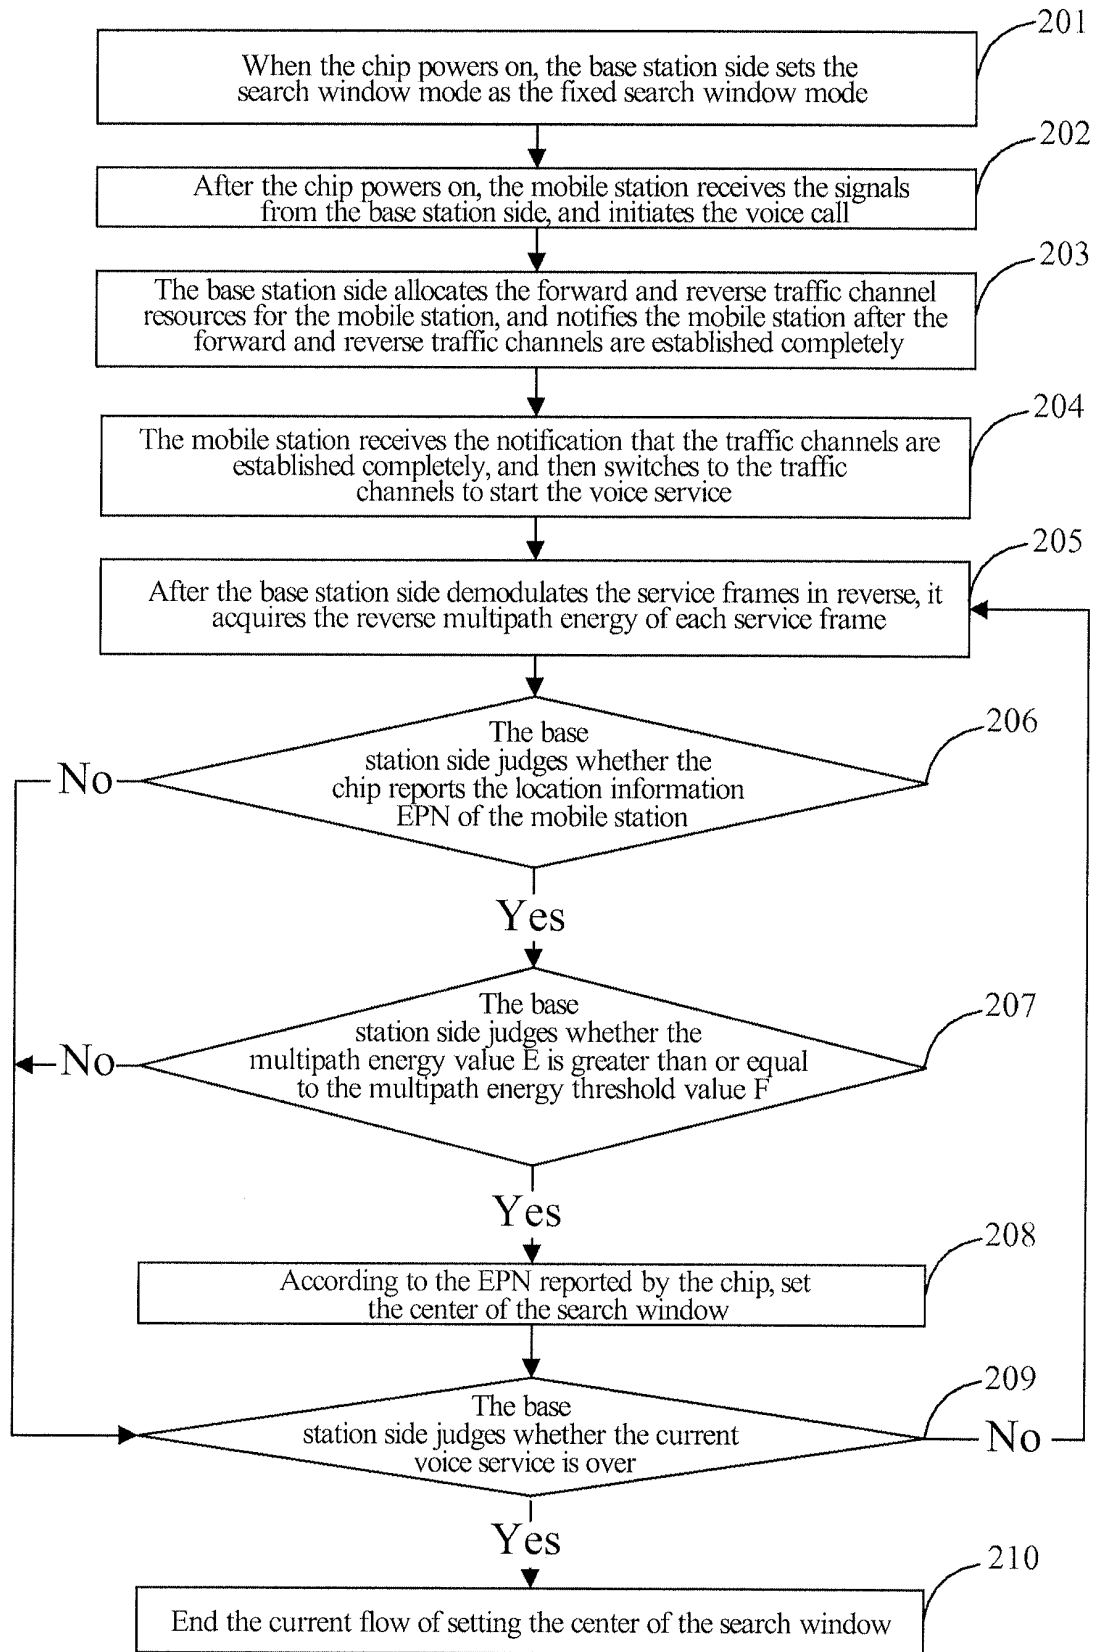 201
When the chip powers on, the base station side sets the
search window mode as the fixed search window mode
202
After the chip powers on, the mobile station receives the signals
from the base station side, and initiates the voice call
203
The base station side allocates the forward and reverse traffic channel
resources for the mobile station, and notifies the mobile station after the
forward and reverse traffic channels are established completely
204
The mobile station receives the notification that the traffic channels are
established completely, and then switches to the traffic
channels to start the voice service
205
After the base station side demodulates the service frames in reverse, it
acquires the reverse multipath energy of each service frame
206
The base
station side judges whether the
chip reports the location information
EPN of the mobile station
No
Yes
207
The base
station side judges whether the
multipath energy value E is greater than or equal
to the multipath energy threshold value F
No
Yes
208
According to the EPN reported by the chip, set
the center of the search window
209
The base
station side judges whether the current
voice service is over
No
Yes
210
End the current flow of setting the center of the search window